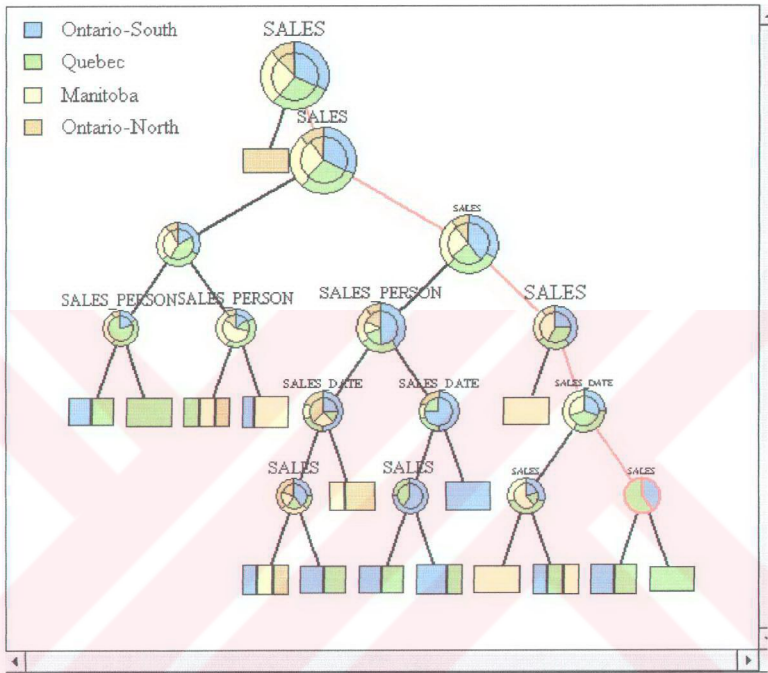 Ontario-South
Quebec
Manitoba
Ontario-North
SALES
SALES
SALES
SALES_PERSON SALES_PERSON SALES_PERSON SALES
SALES_DATE SALES_DATE SALES_DATE
SALES SALES SALES SALES